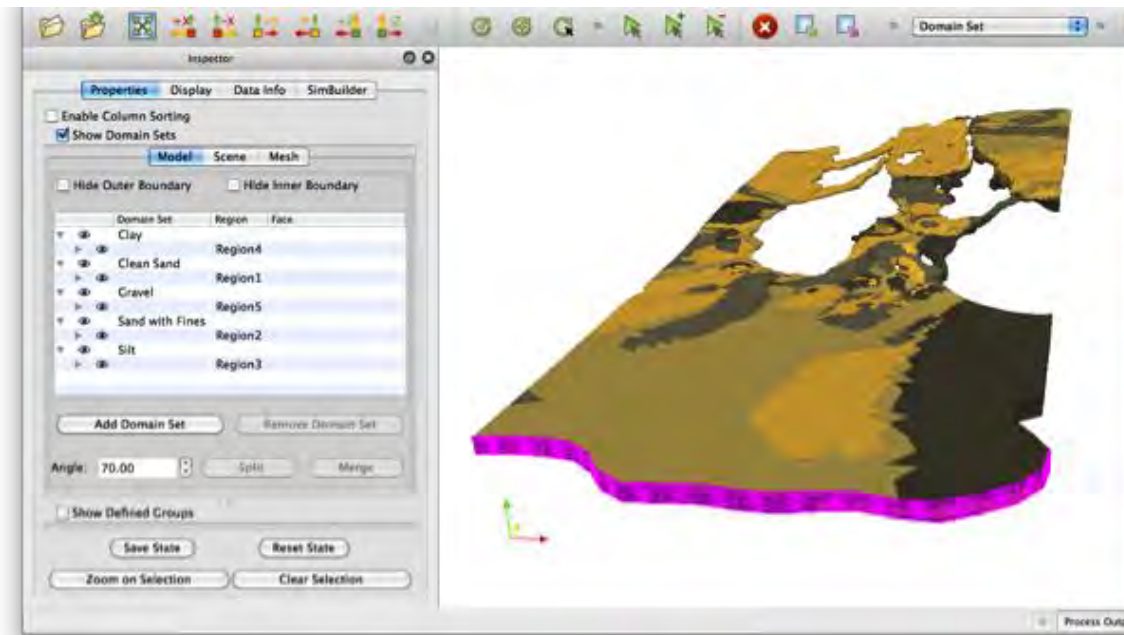 Domain Set
Inspector
Properties Display Data Info SimBuilder
Enable Column Sorting
Show Domain Sets
Model Scene Mesh
Hide Outer Boundary Hide Inner Boundary
Domain Set Region Face
Clay
Region4
Clean Sand
Region1
Gravel
Region5
Sand with Fines
Region2
Silt
Region3
Add Domain Set Remove Domain Set
Angle: 70.00 Split Merge
Show Defined Groups
Save State Reset State
Zoom on Selection Clear Selection
Process Outp